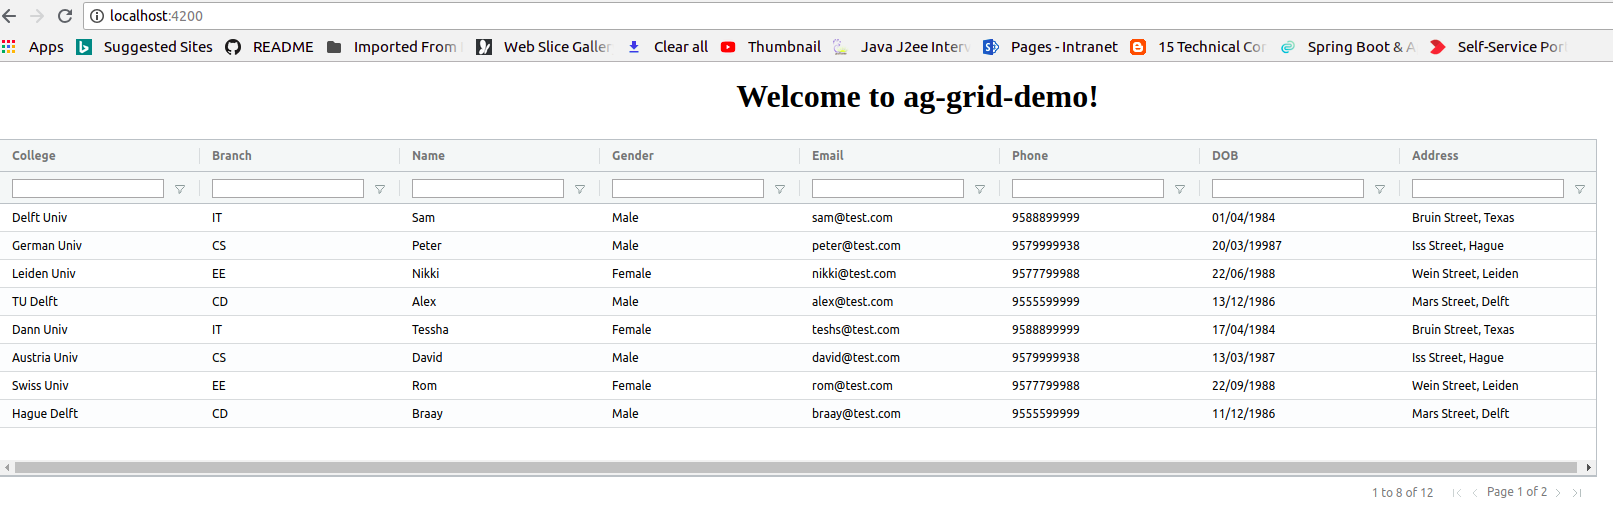 localhost:4200
Apps Suggested Sites README Imported From Web Slice Galler Clear all Thumbnail Java J2ee Interv Pages - Intranet 15 Technical Cor Spring Boot & A Self-Service Por
Welcome to ag-grid-demo!
College Branch Name Gender Email Phone DOB Address
Delft Univ IT Sam Male sam@test.com 9588899999 01/04/1984 Bruin Street, Texas
German Univ CS Peter Male peter@test.com 9579999938 20/03/19987 Iss Street, Hague
Leiden Univ EE Nikki Female nikki@test.com 9577799988 22/06/1988 Wein Street, Leiden
TU Delft CD Alex Male alex@test.com 9555599999 13/12/1986 Mars Street, Delft
Dann Univ IT Tessha Female teshs@test.com 9588899999 17/04/1984 Bruin Street, Texas
Austria Univ CS David Male david@test.com 9579999938 13/03/1987 Iss Street, Hague
Swiss Univ EE Rom Female rom@test.com 9577799988 22/09/1988 Wein Street, Leiden
Hague Delft CD Braay Male braay@test.com 9555599999 11/12/1986 Mars Street, Delft
1 to 8 of 12 Page 1 of 2